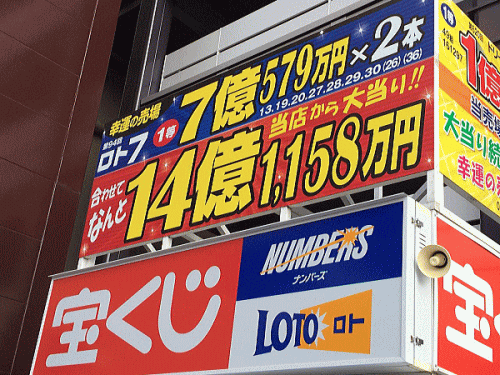 幸運の売場
第94回
ロト7
1等
7億579万円×2本
13.19.20.27.28.29.30(26)(36)
当店から大当り!!
合わせて
なんと
14億1,158万円
宝くじ
NUMBERS
ナンバーズ
LOTO ロト
1等
1億
当売場
大当り続
幸運の売
宝く